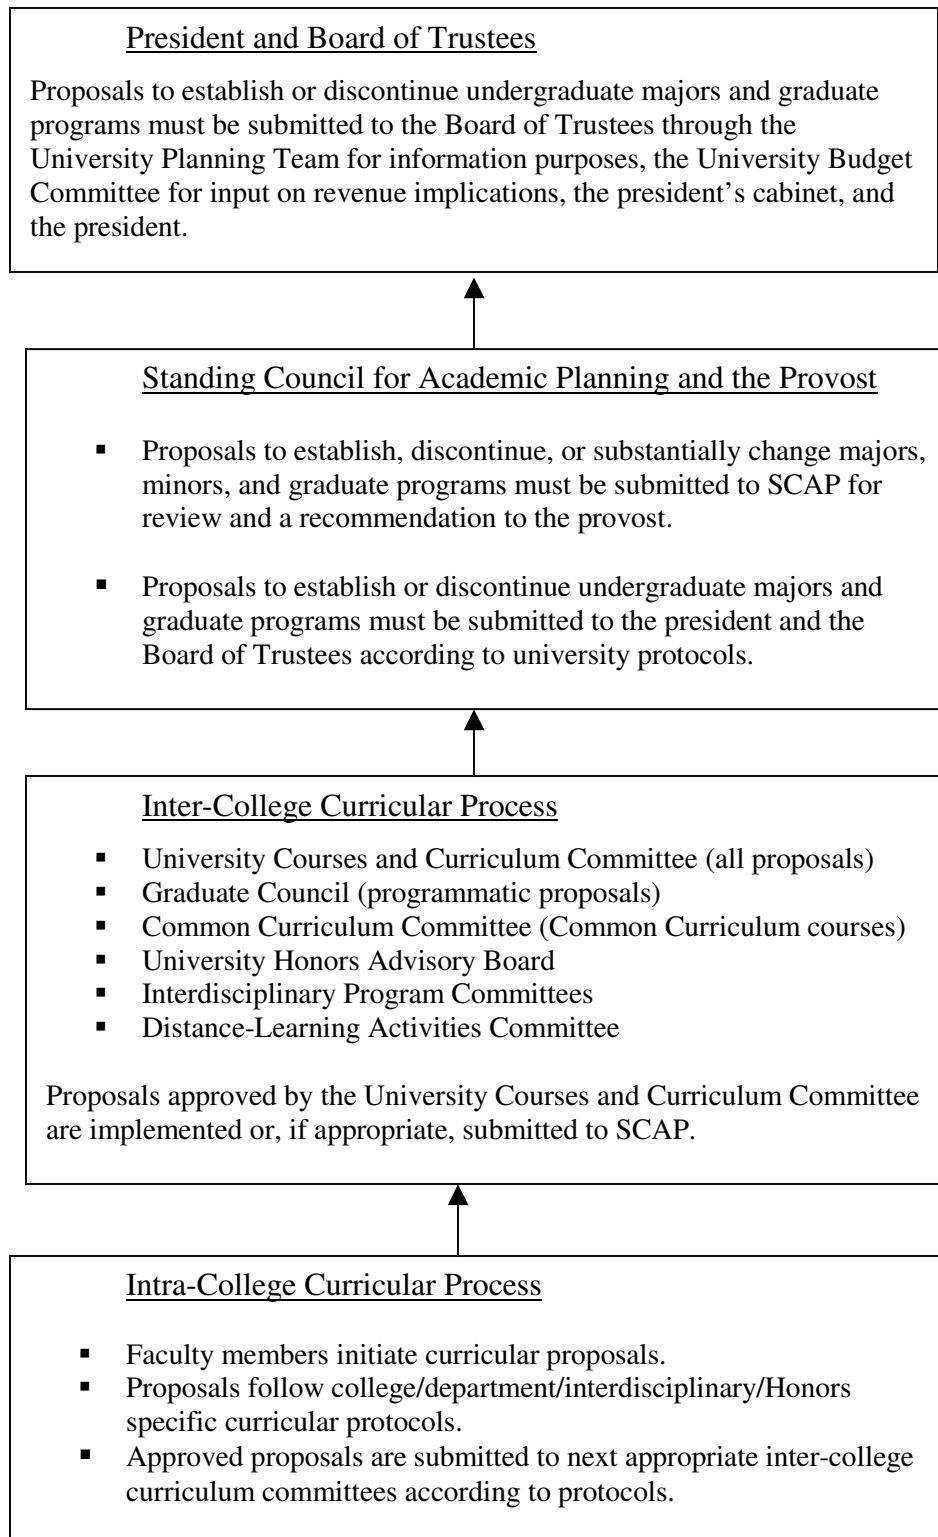 President and Board of Trustees
Proposals to establish or discontinue undergraduate majors and graduate
programs must be submitted to the Board of Trustees through the
University Planning Team for information purposes, the University Budget
Committee for input on revenue implications, the president’s cabinet, and
the president.
Standing Council for Academic Planning and the Provost
▪ Proposals to establish, discontinue, or substantially change majors,
minors, and graduate programs must be submitted to SCAP for
review and a recommendation to the provost.
▪ Proposals to establish or discontinue undergraduate majors and
graduate programs must be submitted to the president and the
Board of Trustees according to university protocols.
Inter-College Curricular Process
▪ University Courses and Curriculum Committee (all proposals)
▪ Graduate Council (programmatic proposals)
▪ Common Curriculum Committee (Common Curriculum courses)
▪ University Honors Advisory Board
▪ Interdisciplinary Program Committees
▪ Distance-Learning Activities Committee
Proposals approved by the University Courses and Curriculum Committee
are implemented or, if appropriate, submitted to SCAP.
Intra-College Curricular Process
▪ Faculty members initiate curricular proposals.
▪ Proposals follow college/department/interdisciplinary/Honors
specific curricular protocols.
▪ Approved proposals are submitted to next appropriate inter-college
curriculum committees according to protocols.